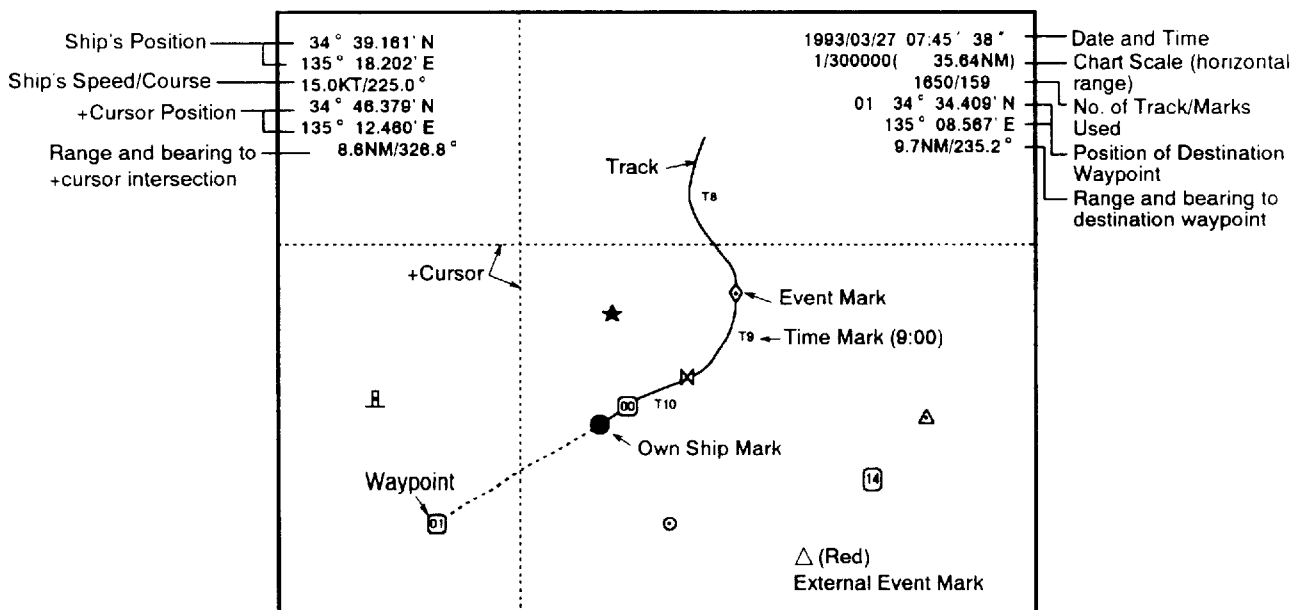 Ship's Position
Ship's Speed/Course
+Cursor Position
Range and bearing to
+cursor intersection
34° 39.161' N
135° 18.202' E
15.0KT/225.0°
34° 46.379' N
135° 12.460' E
8.6NM/326.8°
1993/03/27 07:45' 38"
1/300000( 35.64NM)
1650/159
01 34° 34.409' N
135° 08.567' E
9.7NM/235.2°
Date and Time
Chart Scale (horizontal
range)
No. of Track/Marks
Used
Position of Destination
Waypoint
Range and bearing to
destination waypoint
Track
T8
+Cursor
Event Mark
T9
Time Mark (9:00)
00
T10
Own Ship Mark
Waypoint
01
14
△ (Red)
External Event Mark